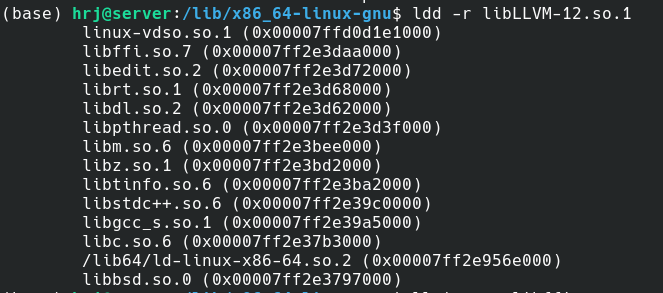 (base) hrj@server:/lib/x86_64-linux-gnu$ ldd -r libLLVM-12.so.1
linux-vdso.so.1 (0x00007ffd0d1e1000)
libffi.so.7 (0x00007ff2e3daa000)
libedit.so.2 (0x00007ff2e3d72000)
librt.so.1 (0x00007ff2e3d68000)
libdl.so.2 (0x00007ff2e3d62000)
libpthread.so.0 (0x00007ff2e3d3f000)
libm.so.6 (0x00007ff2e3bee000)
libz.so.1 (0x00007ff2e3bd2000)
libtinfo.so.6 (0x00007ff2e3ba2000)
libstdc++.so.6 (0x00007ff2e39c0000)
libgcc_s.so.1 (0x00007ff2e39a5000)
libc.so.6 (0x00007ff2e37b3000)
/lib64/ld-linux-x86-64.so.2 (0x00007ff2e956e000)
libbsd.so.0 (0x00007ff2e3797000)